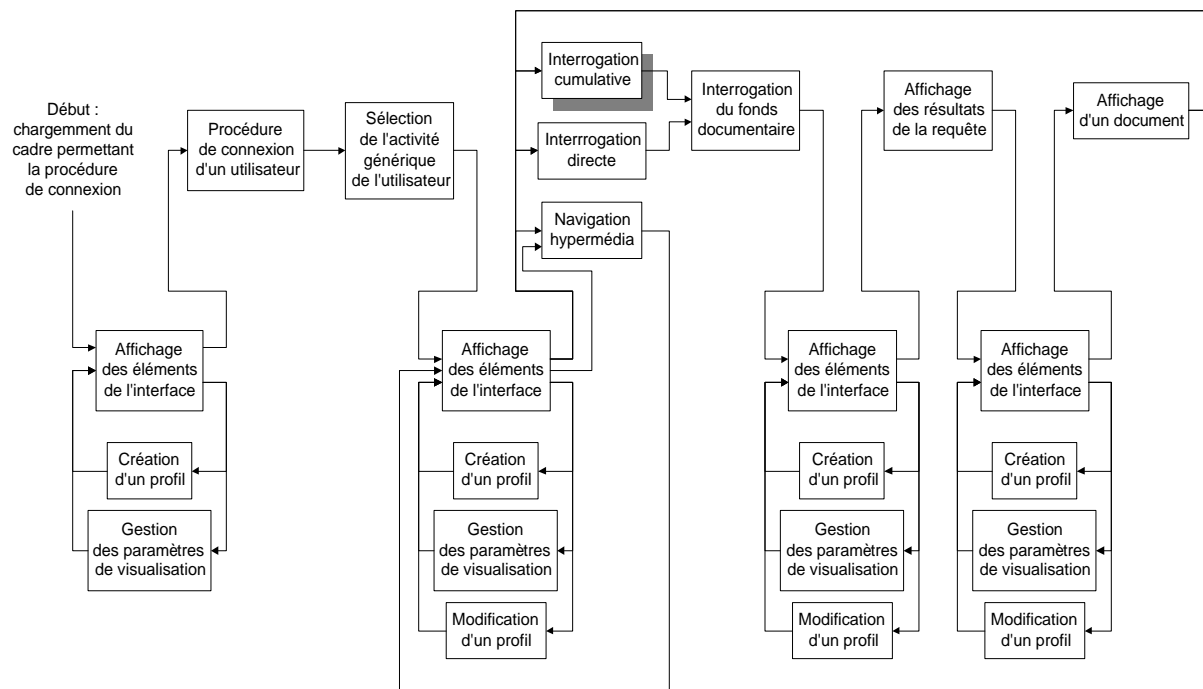 Début :
chargemment du
cadre permettant
la procédure
de connexion
Procédure
de connexion
d'un utilisateur
Sélection
de l'activité
générique
de l'utilisateur
Interrogation
cumulative
Interrrogation
directe
Navigation
hypermédia
Interrogation
du fonds
documentaire
Affichage
des résultats
de la requête
Affichage
d'un document
Affichage
des éléments
de l'interface
Création
d'un profil
Gestion
des paramètres
de visualisation
Affichage
des éléments
de l'interface
Création
d'un profil
Gestion
des paramètres
de visualisation
Modification
d'un profil
Affichage
des éléments
de l'interface
Création
d'un profil
Gestion
des paramètres
de visualisation
Modification
d'un profil
Affichage
des éléments
de l'interface
Création
d'un profil
Gestion
des paramètres
de visualisation
Modification
d'un profil